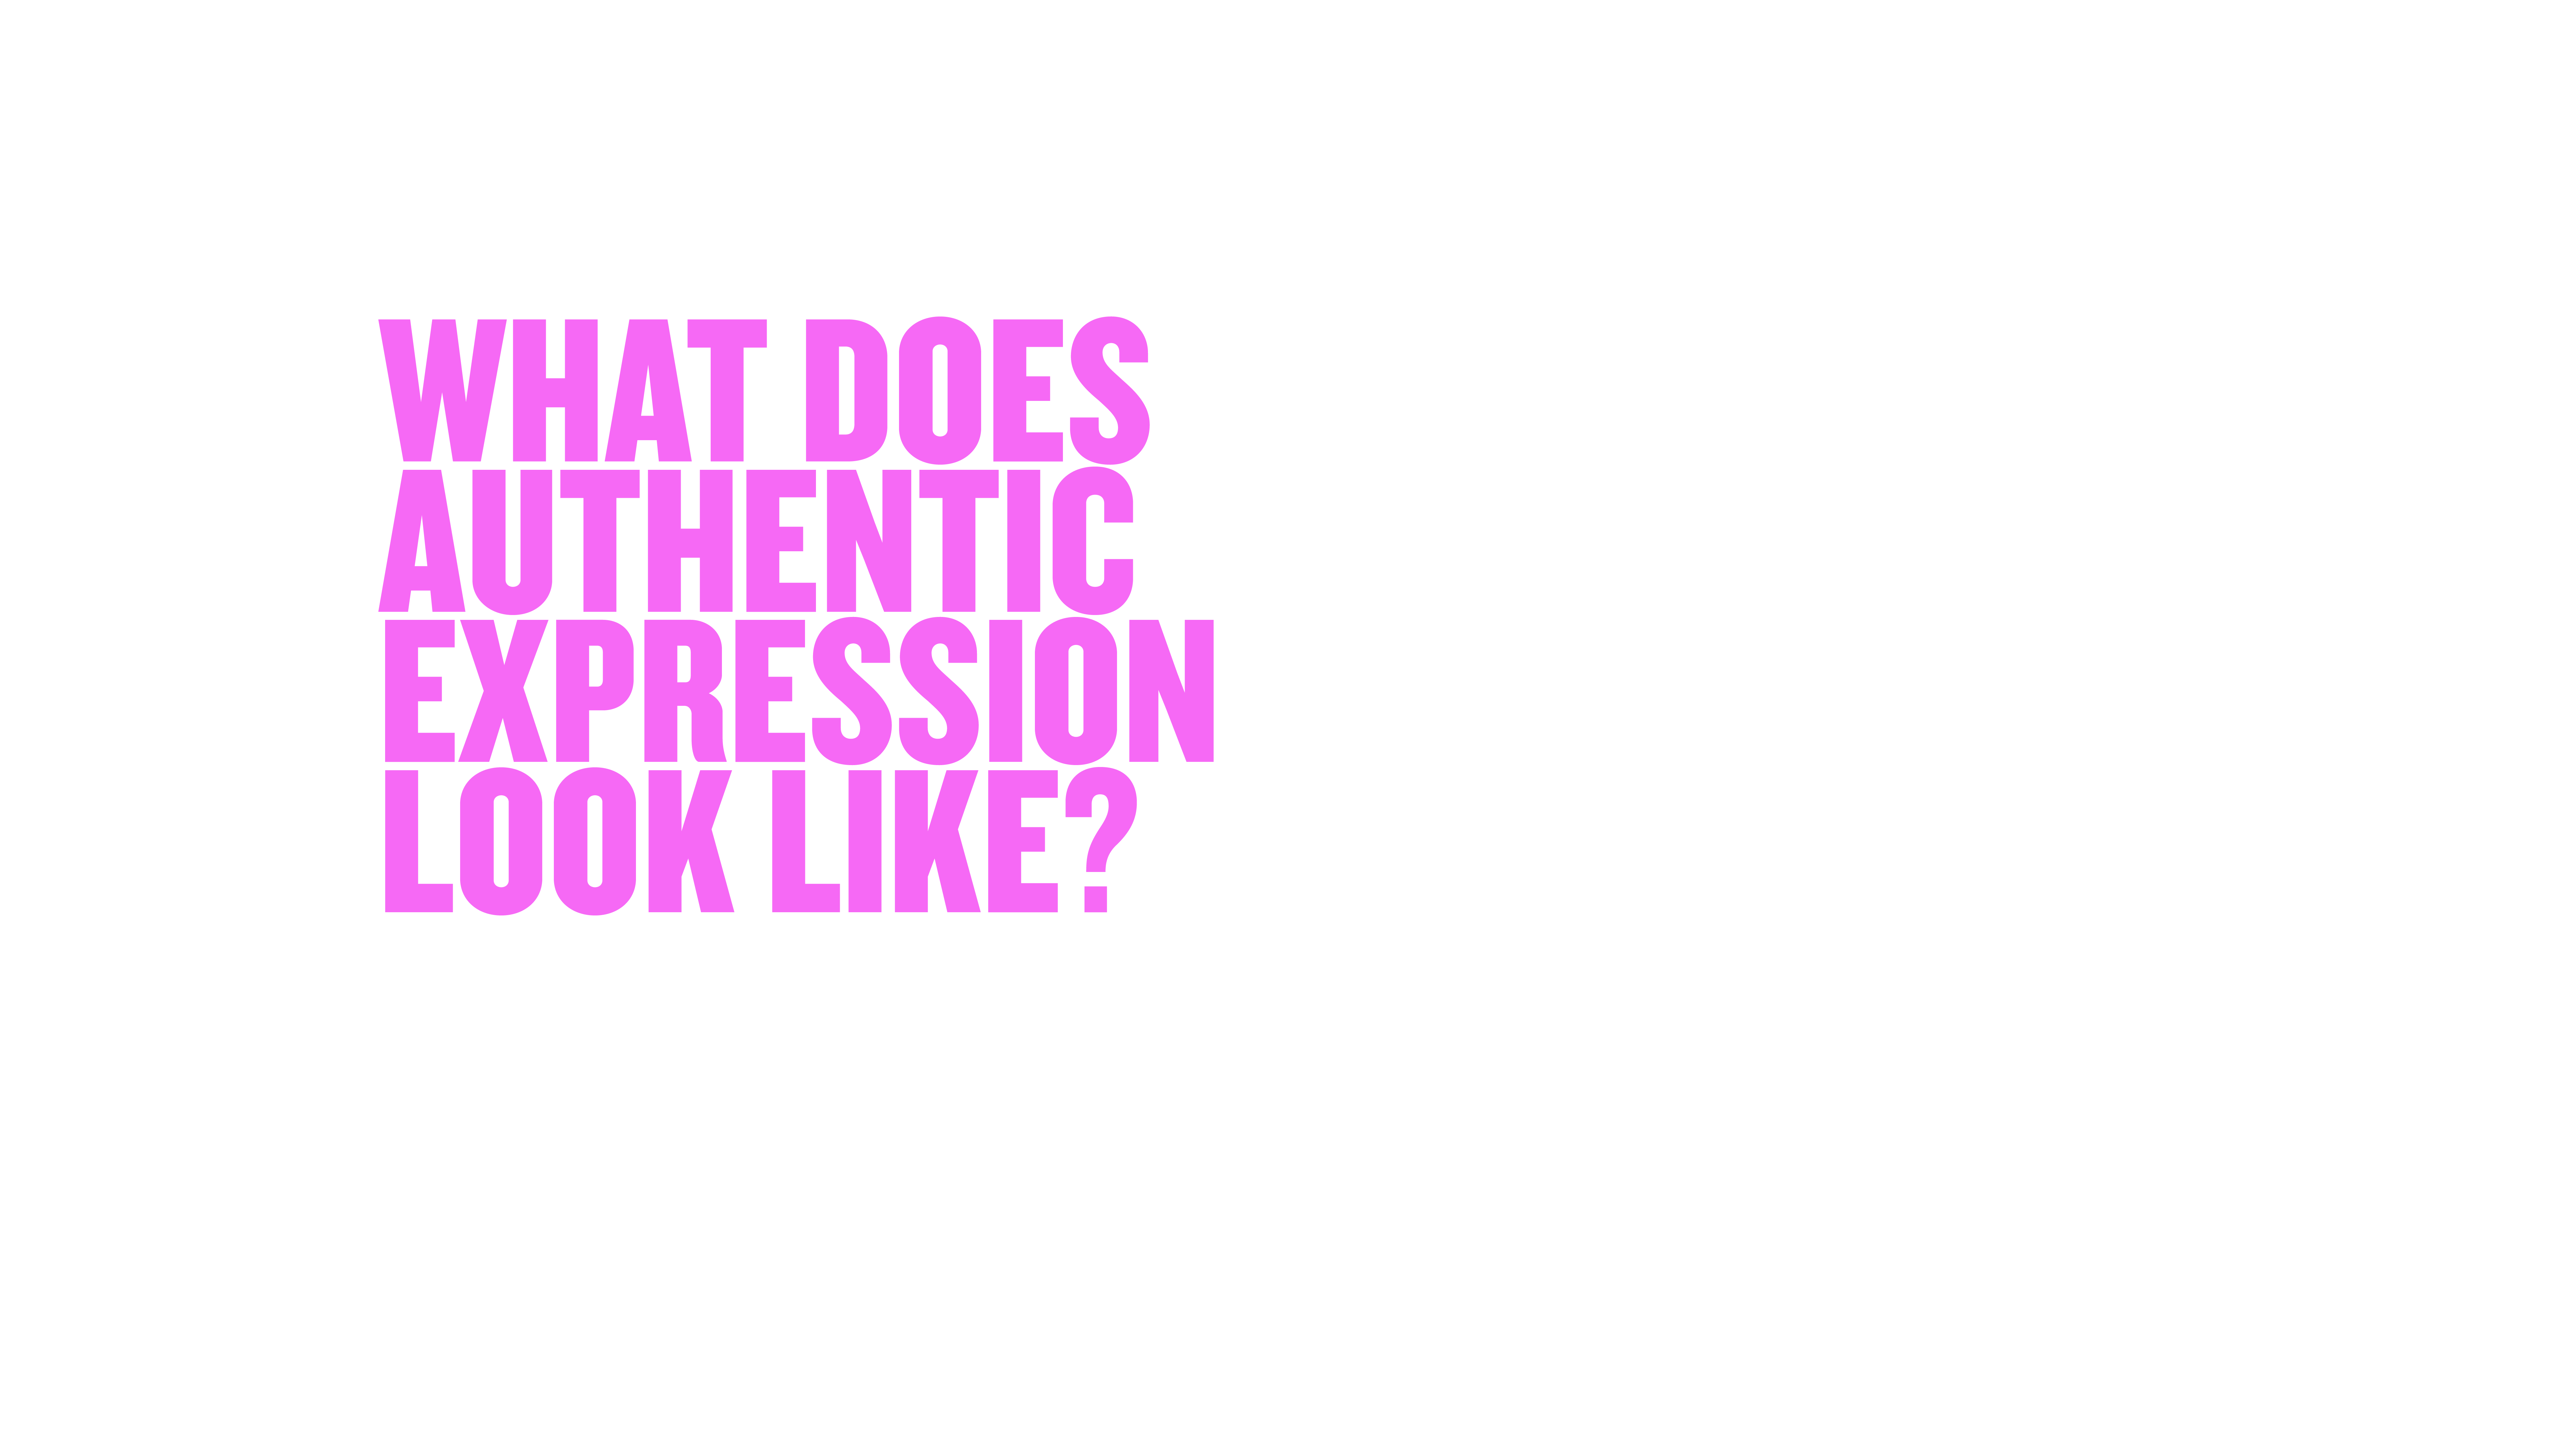 WHAT DOES
AUTHENTIC
EXPRESSION
LOOK LIKE?